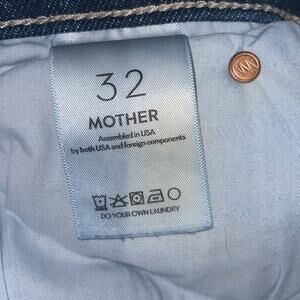 32
MOTHER
Assembled in USA
by both USA and foreign components
DO YOUR OWN LAUNDRY